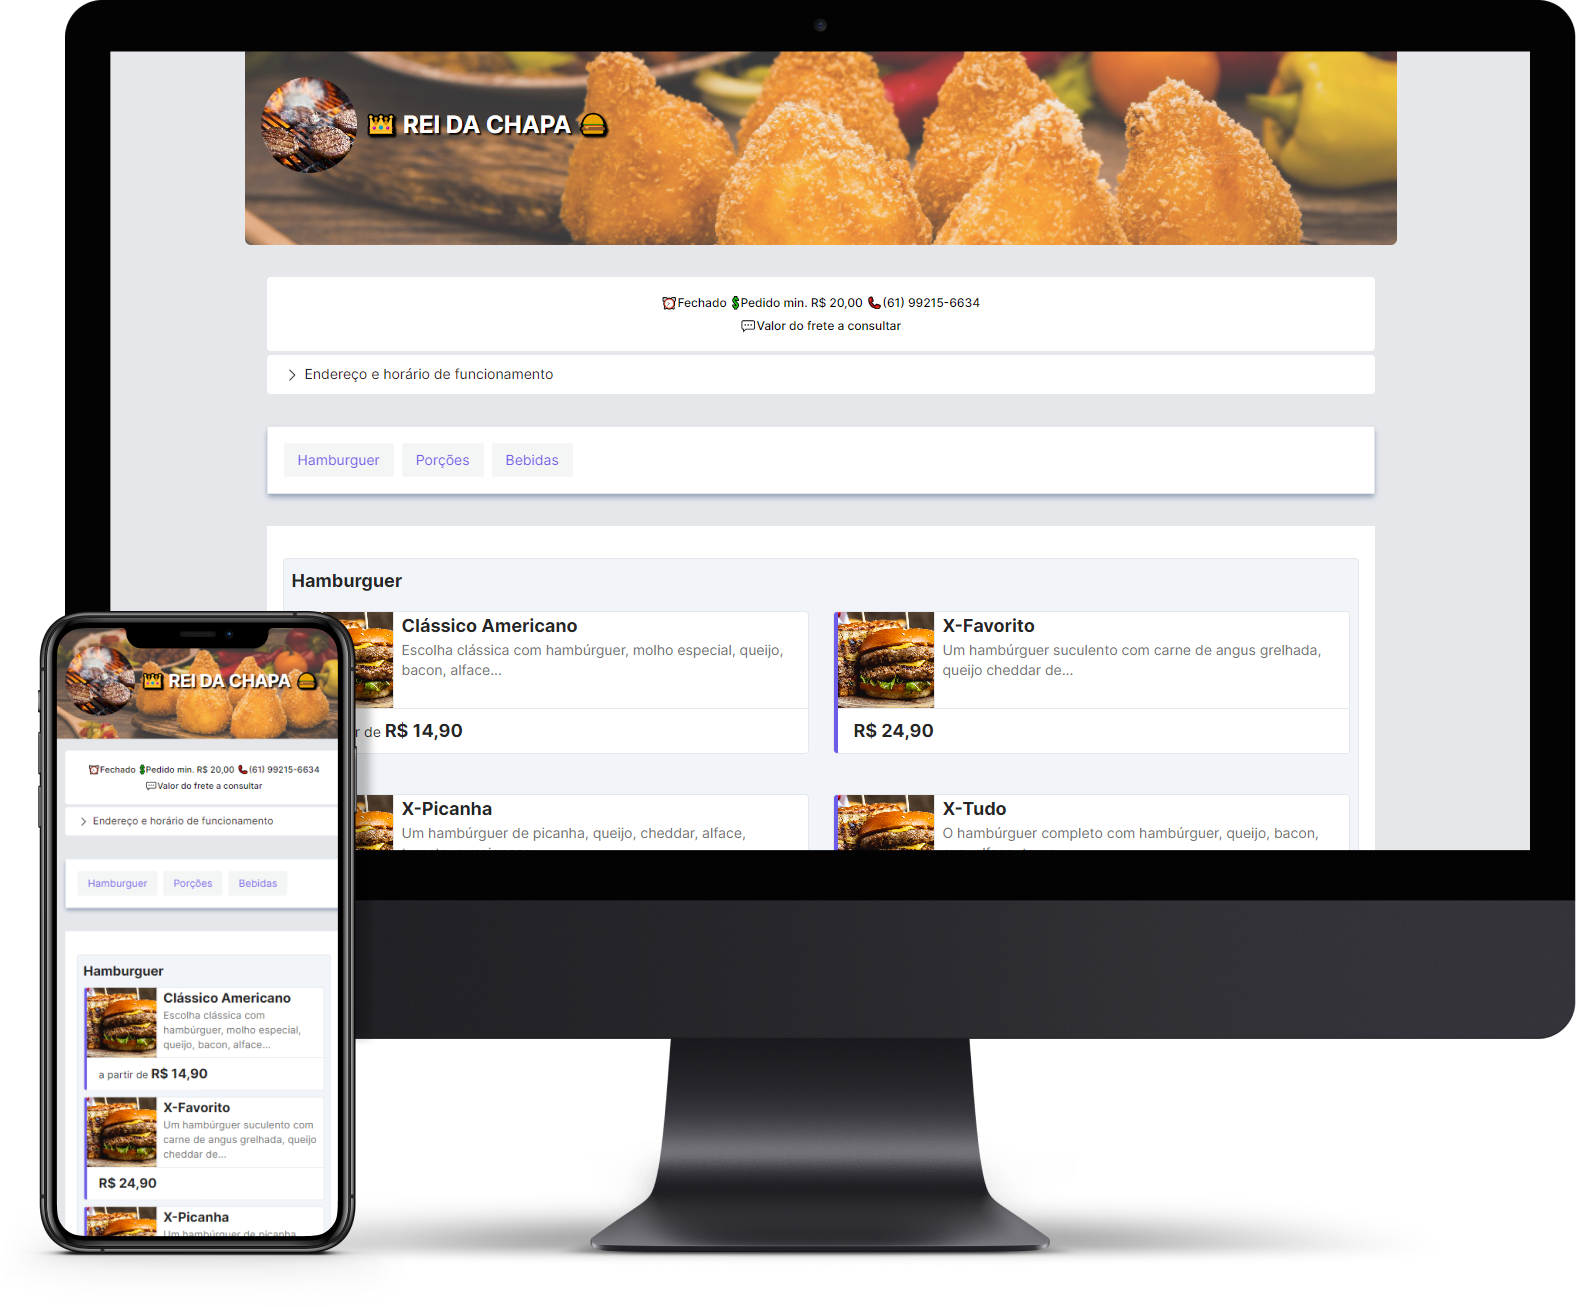 REI DA CHAPA
Fechado Pedido min. R$ 20,00 (61) 99215-6634
Valor do frete a consultar
Endereço e horário de funcionamento
Hamburguer Porções Bebidas
Hamburguer
Clássico Americano
Escolha clássica com hambúrguer, molho especial, queijo,
bacon, alface...
r de R$ 14,90
X-Favorito
Um hambúrguer suculento com carne de angus grelhada,
queijo cheddar de...
R$ 24,90
X-Picanha
Um hambúrguer de picanha, queijo, cheddar, alface,
X-Tudo
O hambúrguer completo com hambúrguer, queijo, bacon,
REI DA CHAPA
Fechado Pedido min. R$ 20,00 (61) 99215-6634
Valor do frete a consultar
Endereço e horário de funcionamento
Hamburguer Porções Bebidas
Hamburguer
Clássico Americano
Escolha clássica com
hambúrguer, molho especial,
queijo, bacon, alface...
a partir de R$ 14,90
X-Favorito
Um hambúrguer suculento com
carne de angus grelhada, queijo
cheddar de...
R$ 24,90
X-Picanha
Um hambúrguer de picanha